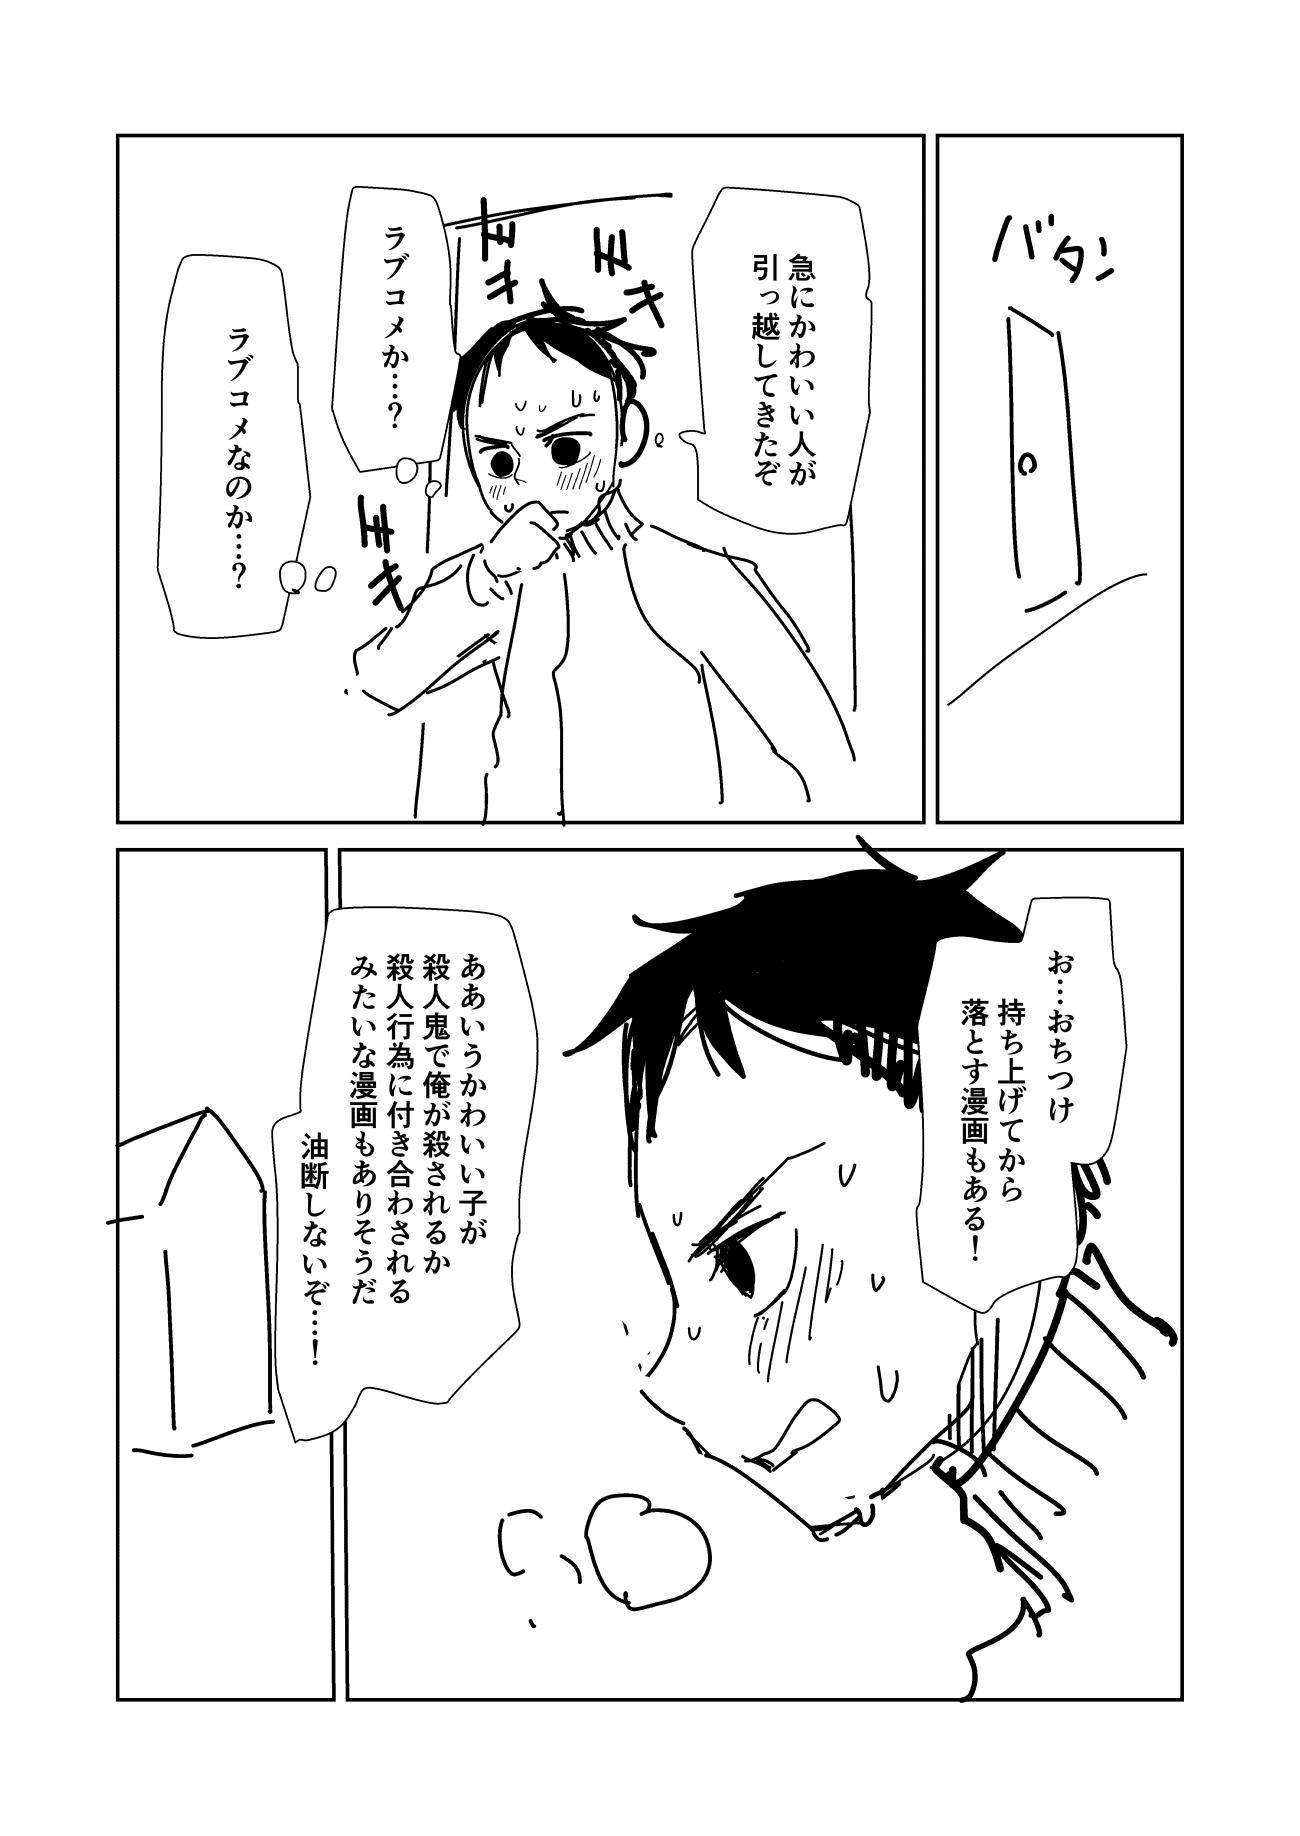 バタン
急にかわいい人が
引っ越してきたぞ
ドキ
ドキ
ラブコメか…?
ラブコメなのか…?
ドキ
お…おちつけ
持ち上げてから
落とす漫画もある!
ああいうかわいい子が
殺人鬼で俺が殺されるか
殺人行為に付き合わされる
みたいな漫画もありそうだ
油断しないぞ…!